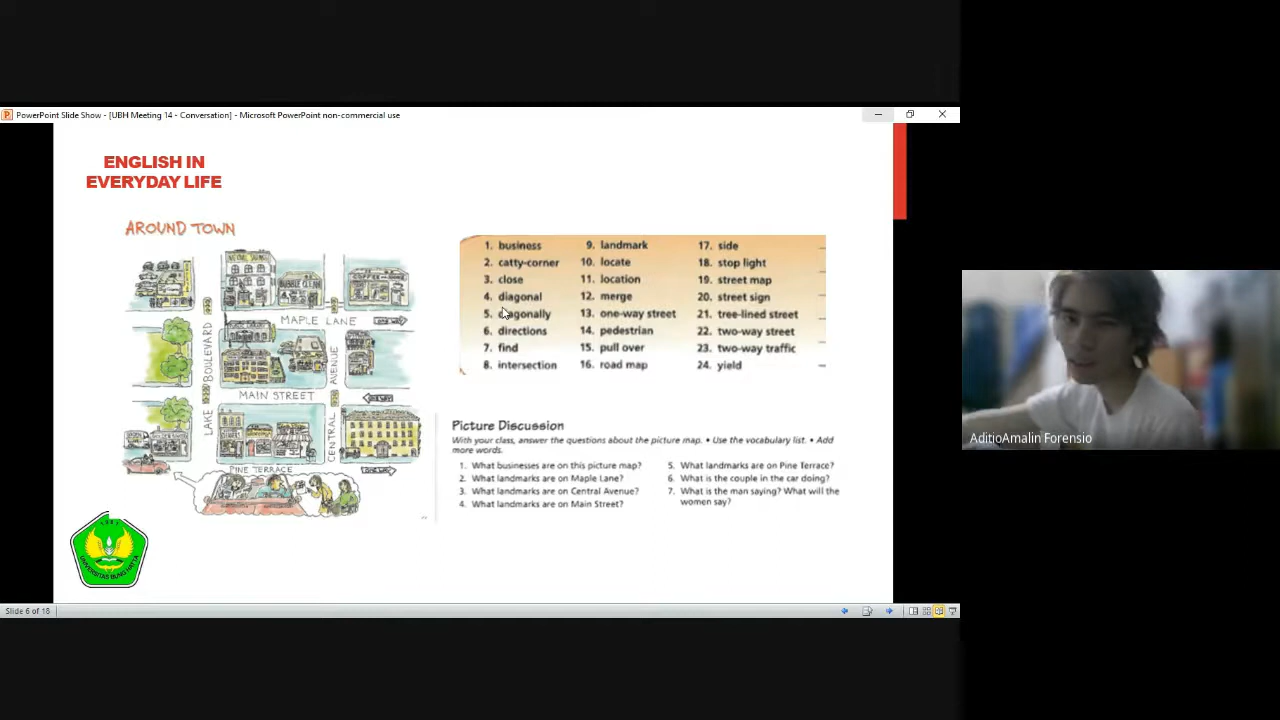 PowerPoint Slide Show - [UBH Meeting 14 - Conversation] - Microsoft PowerPoint non-commercial use
ENGLISH IN
EVERYDAY LIFE
AROUND TOWN
MAPLE LANE
BOULEVARD
AVENUE
MAIN STREET
LAKE
CENTRAL
PINE TERRACE
1. business
2. catty-corner
3. close
4. diagonal
5. diagonally
6. directions
7. find
8. intersection
9. landmark
10. locate
11. location
12. merge
13. one-way street
14. pedestrian
15. pull over
16. road map
17. side
18. stop light
19. street map
20. street sign
21. tree-lined street
22. two-way street
23. two-way traffic
24. yield
Picture Discussion
With your class, answer the questions about the picture map. • Use the vocabulary list. • Add
more words.
1. What businesses are on this picture map?
2. What landmarks are on Maple Lane?
3. What landmarks are on Central Avenue?
4. What landmarks are on Main Street?
5. What landmarks are on Pine Terrace?
6. What is the couple in the car doing?
7. What is the man saying? What will the
women say?
1981
UNIVERSITAS BUNG HATTA
Slide 6 of 18
AditioAmalin Forensio